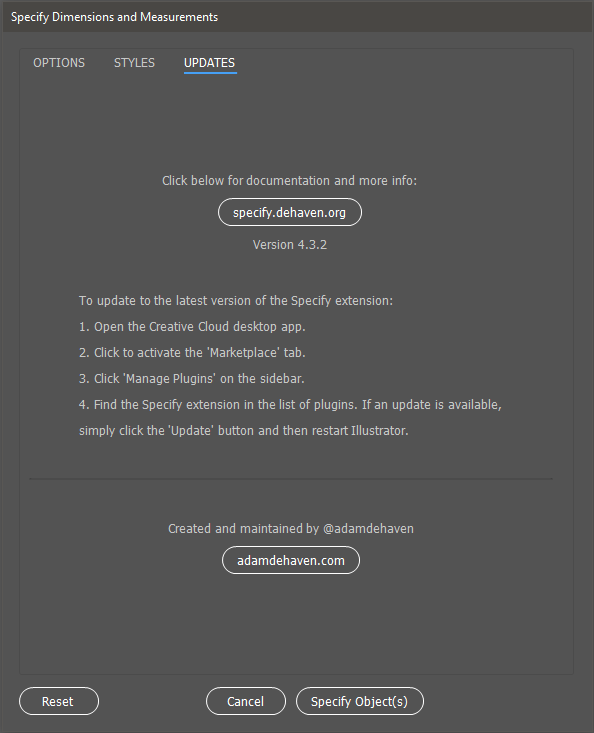 Specify Dimensions and Measurements
OPTIONS STYLES UPDATES
Click below for documentation and more info:
specify.dehaven.org
Version 4.3.2
To update to the latest version of the Specify extension:
1. Open the Creative Cloud desktop app.
2. Click to activate the 'Marketplace' tab.
3. Click 'Manage Plugins' on the sidebar.
4. Find the Specify extension in the list of plugins. If an update is available,
simply click the 'Update' button and then restart Illustrator.
Created and maintained by @adamdehaven
adamdehaven.com
Reset Cancel Specify Object(s)